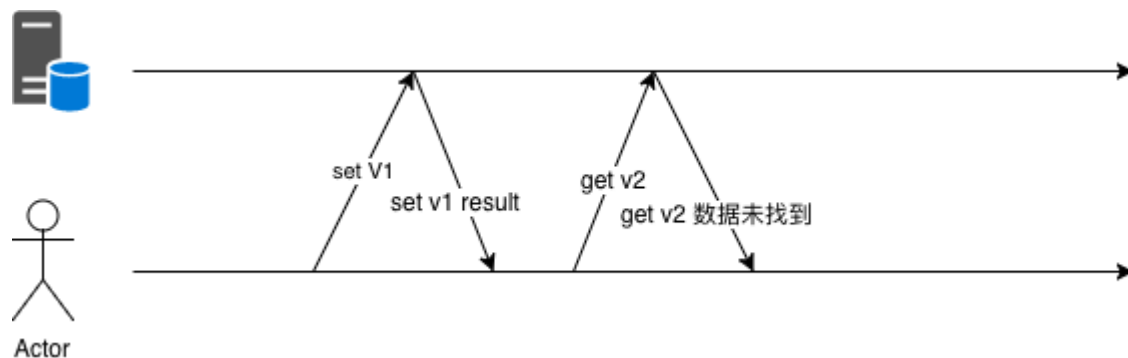 set V1
set v1 result
get v2
get v2 数据未找到
Actor